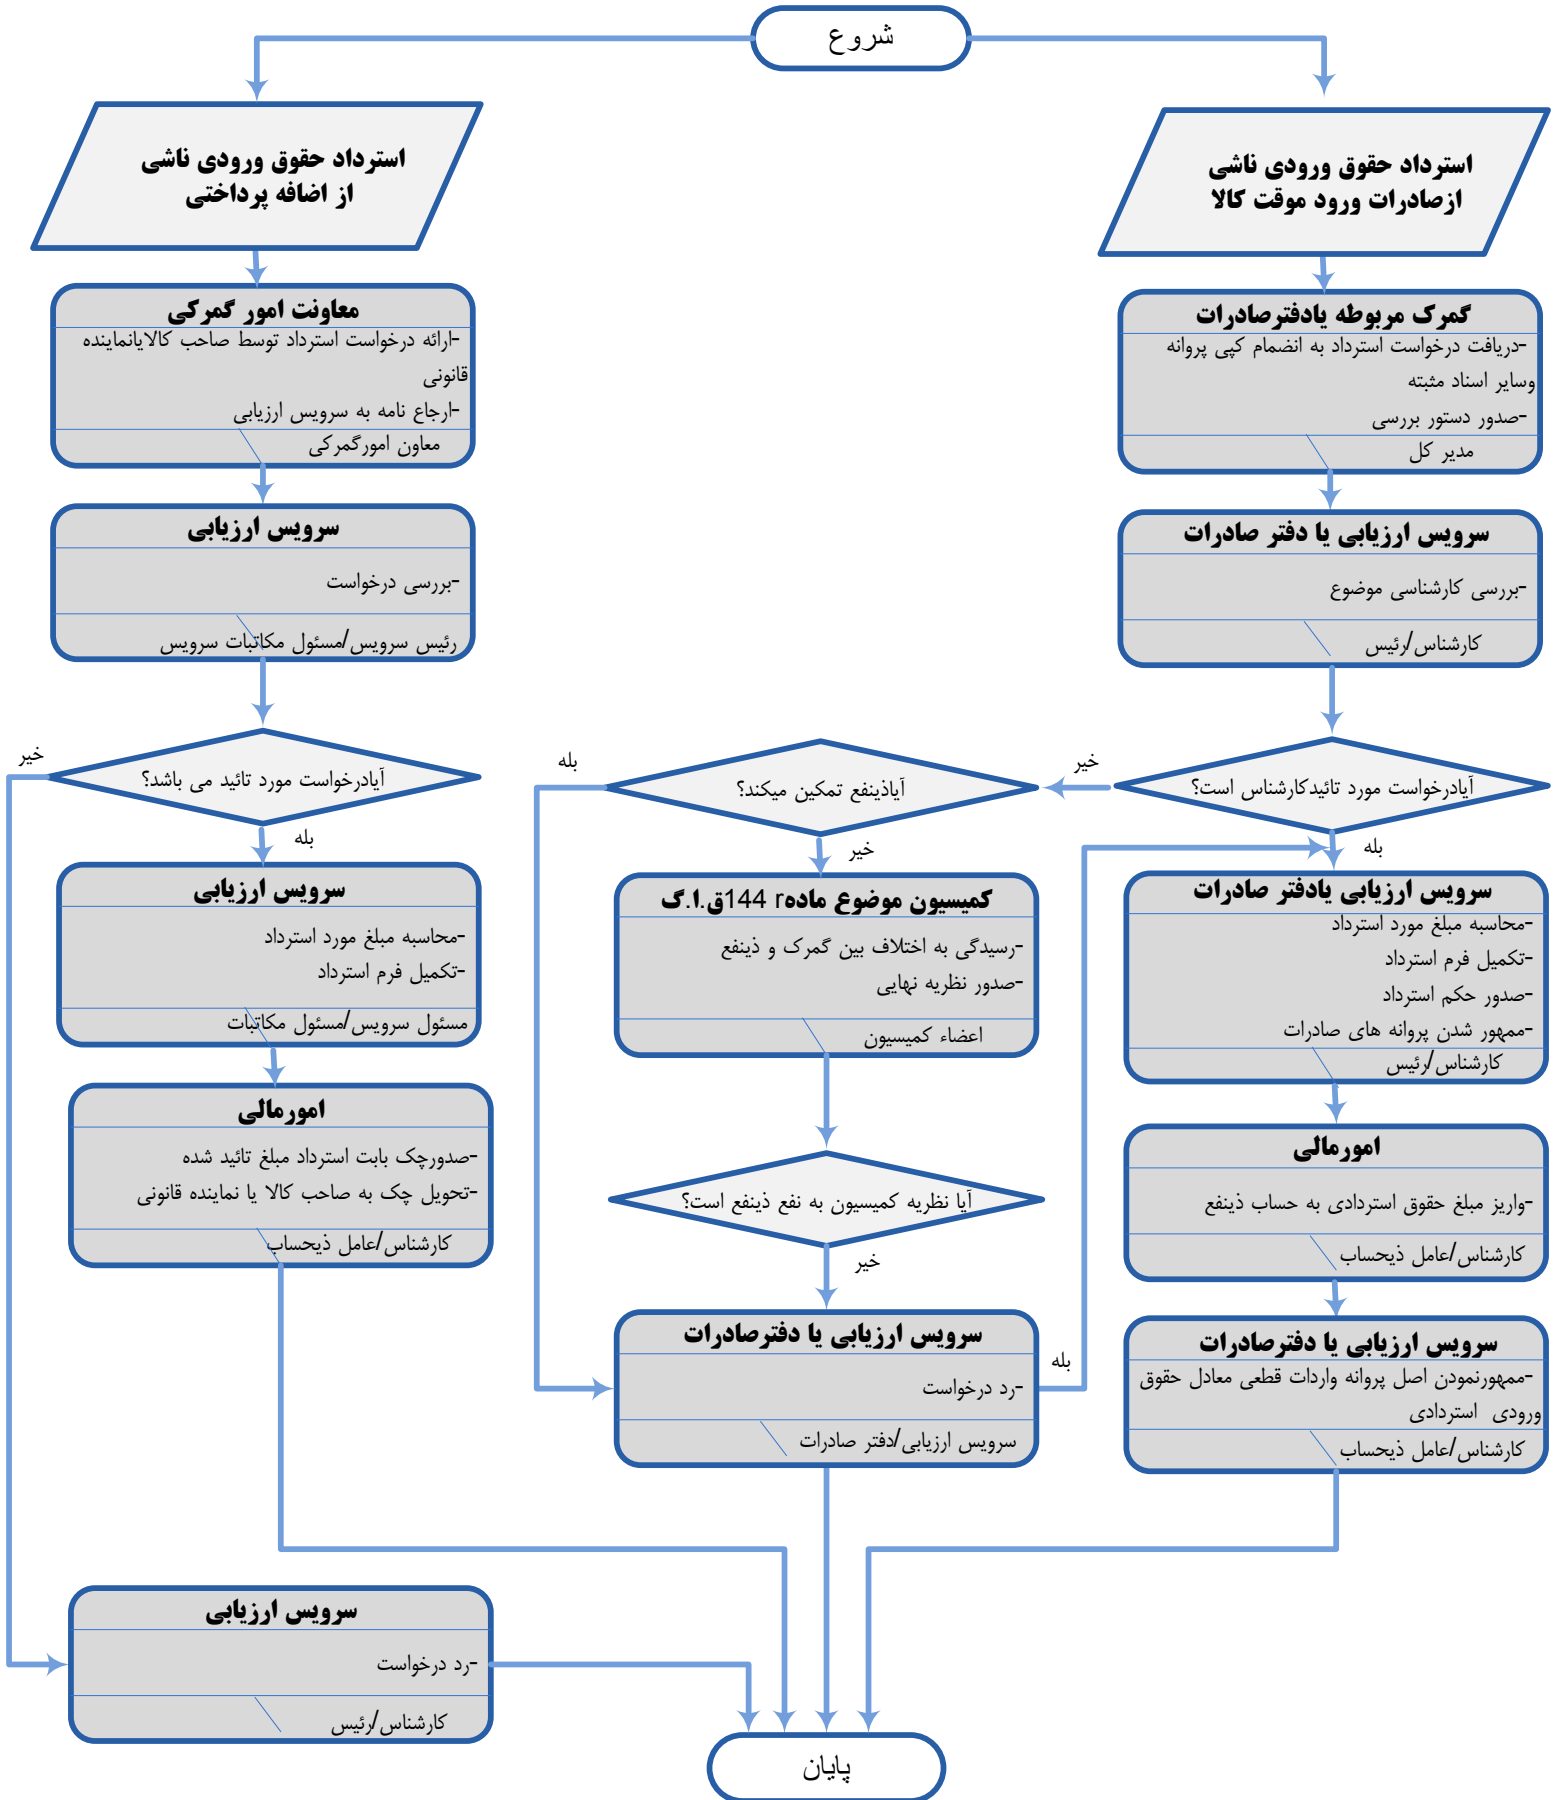 شروع
استرداد حقوق ورودی ناشی
ازصادرات ورود موقت کالا
گمرک مربوطه یادفترصادرات
-دریافت درخواست استرداد به انضمام کپی پروانه
وسایر اسناد مثبته
-صدور دستور بررسی
مدیر کل
سرویس ارزیابی یا دفتر صادرات
-بررسی کارشناسی موضوع
کارشناس/رئیس
آیادرخواست مورد تائیدکارشناس است؟
بله
خیر
سرویس ارزیابی یادفتر صادرات
-محاسبه مبلغ مورد استرداد
-تکمیل فرم استرداد
-صدور حکم استرداد
-ممهور شدن پروانه های صادرات
کارشناس/رئیس
امورمالی
-واریز مبلغ حقوق استردادی به حساب ذینفع
کارشناس/عامل ذیحساب
سرویس ارزیابی یا دفترصادرات
-ممهورنمودن اصل پروانه واردات قطعی معادل حقوق
ورودی استردادی
کارشناس/عامل ذیحساب
آیاذینفع تمکین میکند؟
بله
خیر
کمیسیون موضوع مادهr 144ق.ا.گ
-رسیدگی به اختلاف بین گمرک و ذینفع
-صدور نظریه نهایی
اعضاء کمیسیون
آیا نظریه کمیسیون به نفع ذینفع است؟
خیر
سرویس ارزیابی یا دفترصادرات
-رد درخواست
سرویس ارزیابی/دفتر صادرات
بله
استرداد حقوق ورودی ناشی
از اضافه پرداختی
معاونت امور گمرکی
-ارائه درخواست استرداد توسط صاحب کالایانماینده
قانونی
-ارجاع نامه به سرویس ارزیابی
معاون امورگمرکی
سرویس ارزیابی
-بررسی درخواست
رئیس سرویس/مسئول مکاتبات سرویس
آیادرخواست مورد تائید می باشد؟
خیر
بله
سرویس ارزیابی
-محاسبه مبلغ مورد استرداد
-تکمیل فرم استرداد
مسئول سرویس/مسئول مکاتبات
امورمالی
-صدورچک بابت استرداد مبلغ تائید شده
-تحویل چک به صاحب کالا یا نماینده قانونی
کارشناس/عامل ذیحساب
سرویس ارزیابی
-رد درخواست
کارشناس/رئیس
پایان